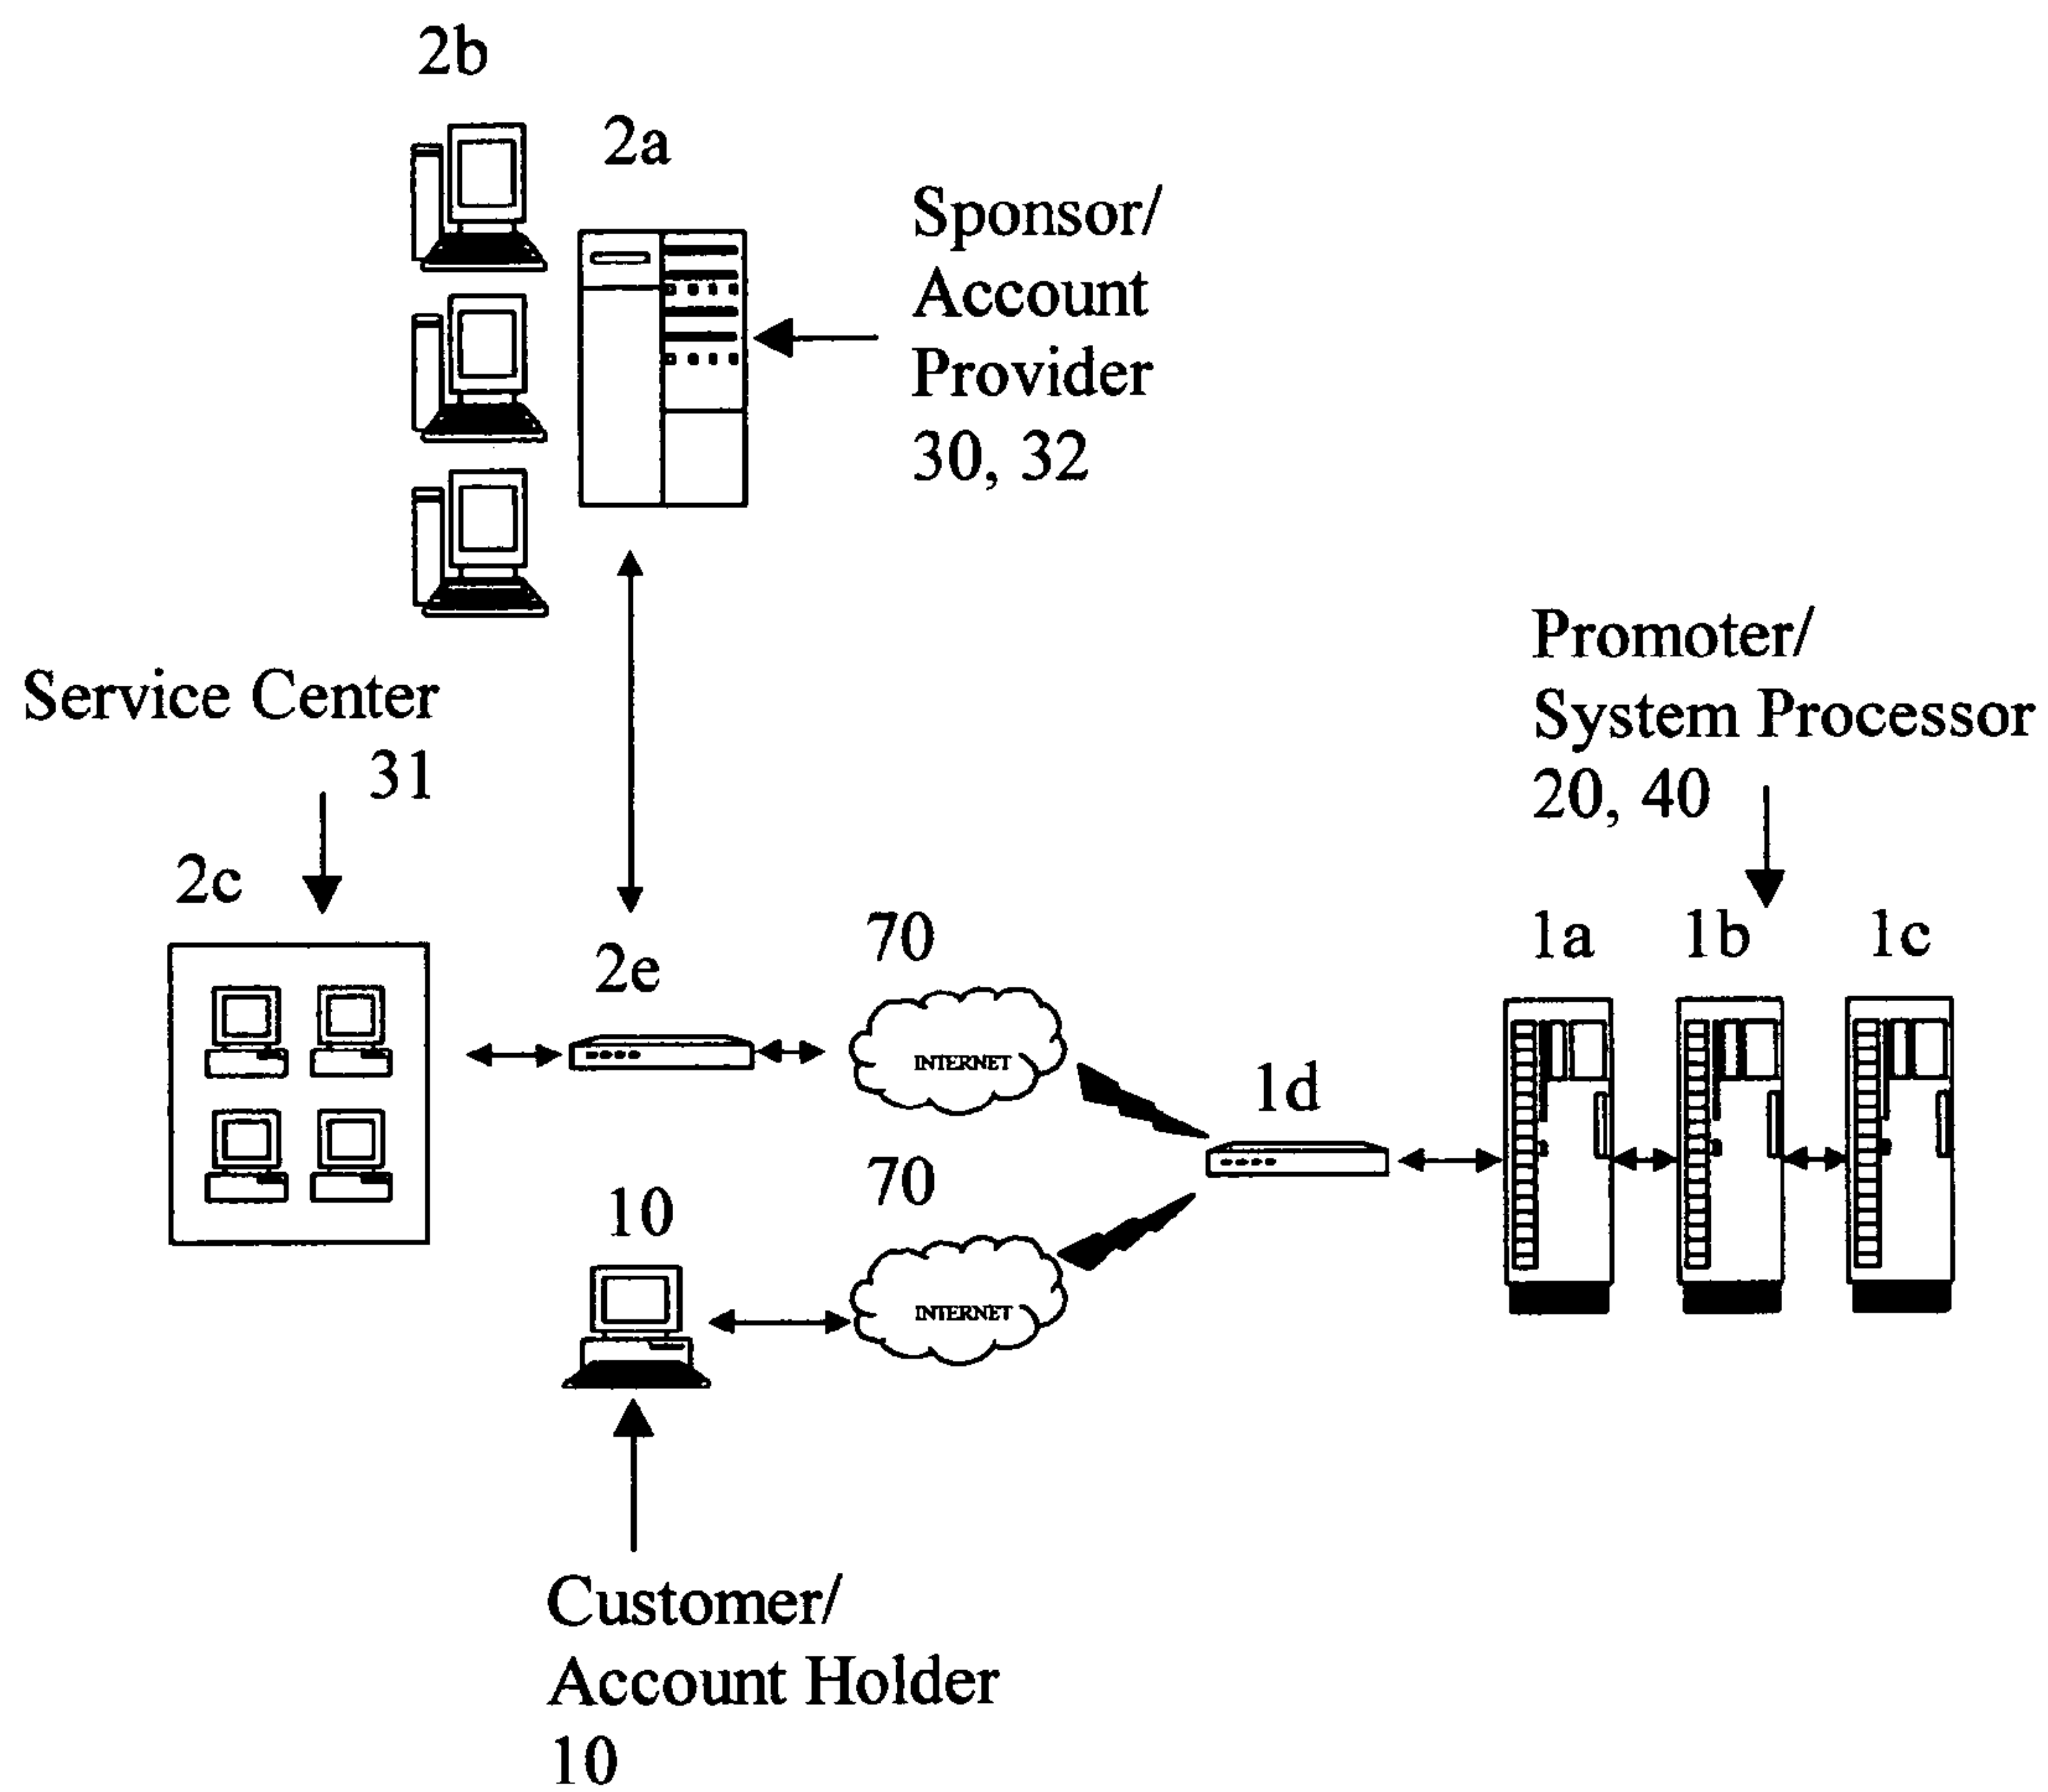 2b
2a
Sponsor/
Account
Provider
30, 32
Service Center
31
Promoter/
System Processor
20, 40
2c
2e
70
1a
1b
1c
INTERNET
1d
70
10
INTERNET
Customer/
Account Holder
10